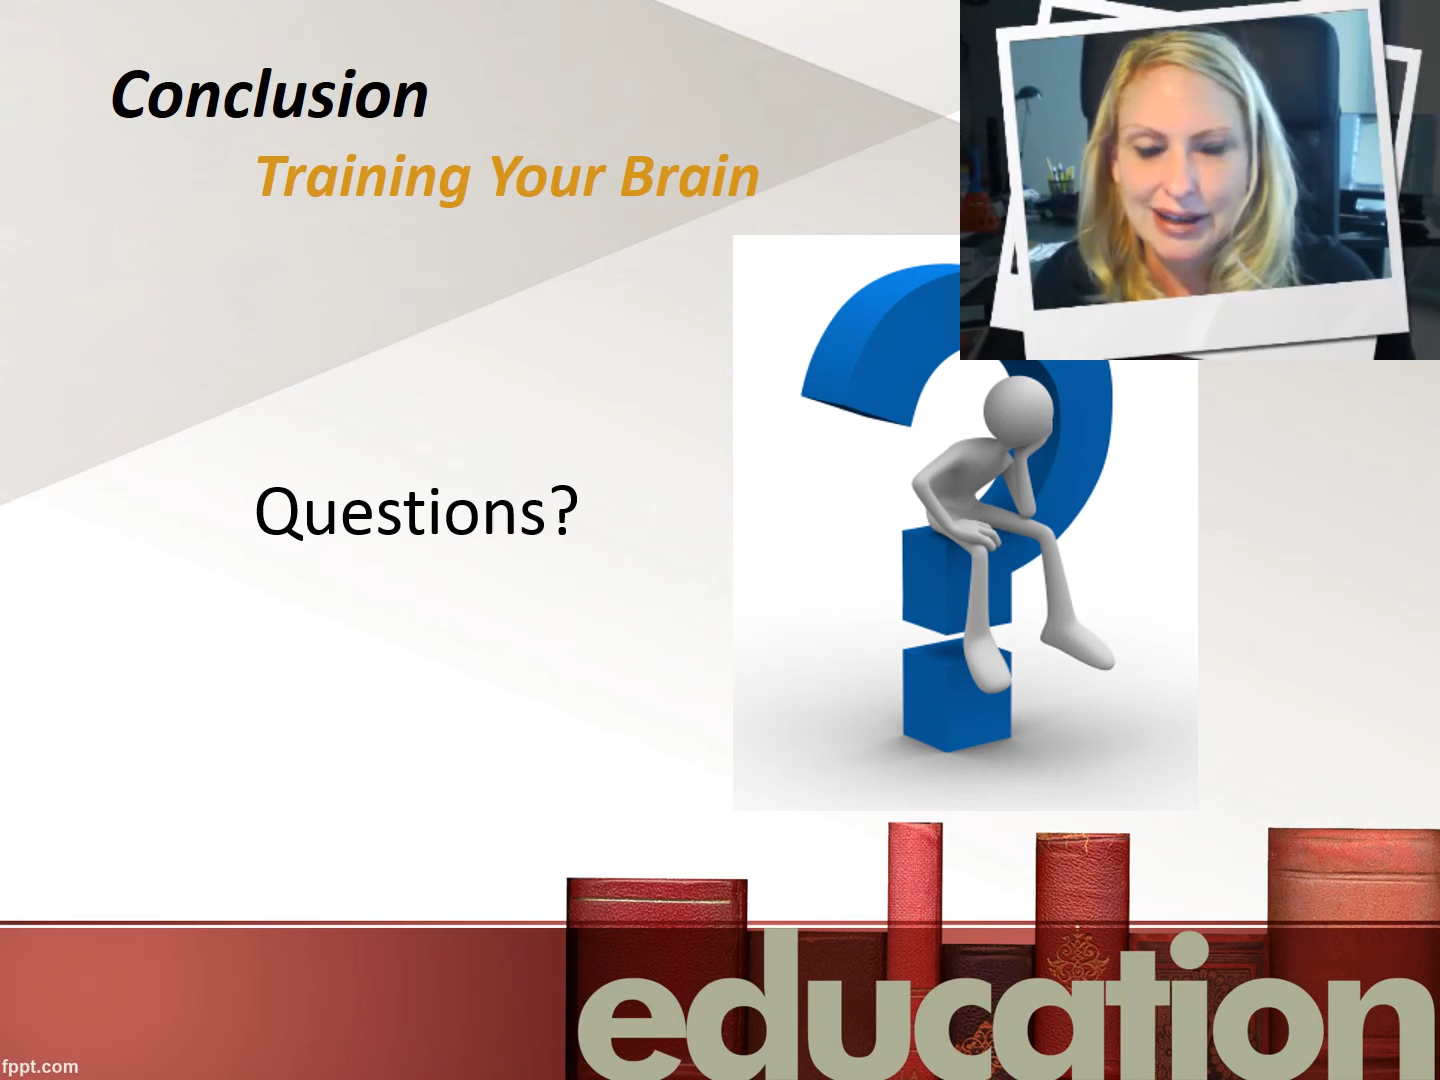 Conclusion
Training Your Brain
Questions?
education
fppt.com